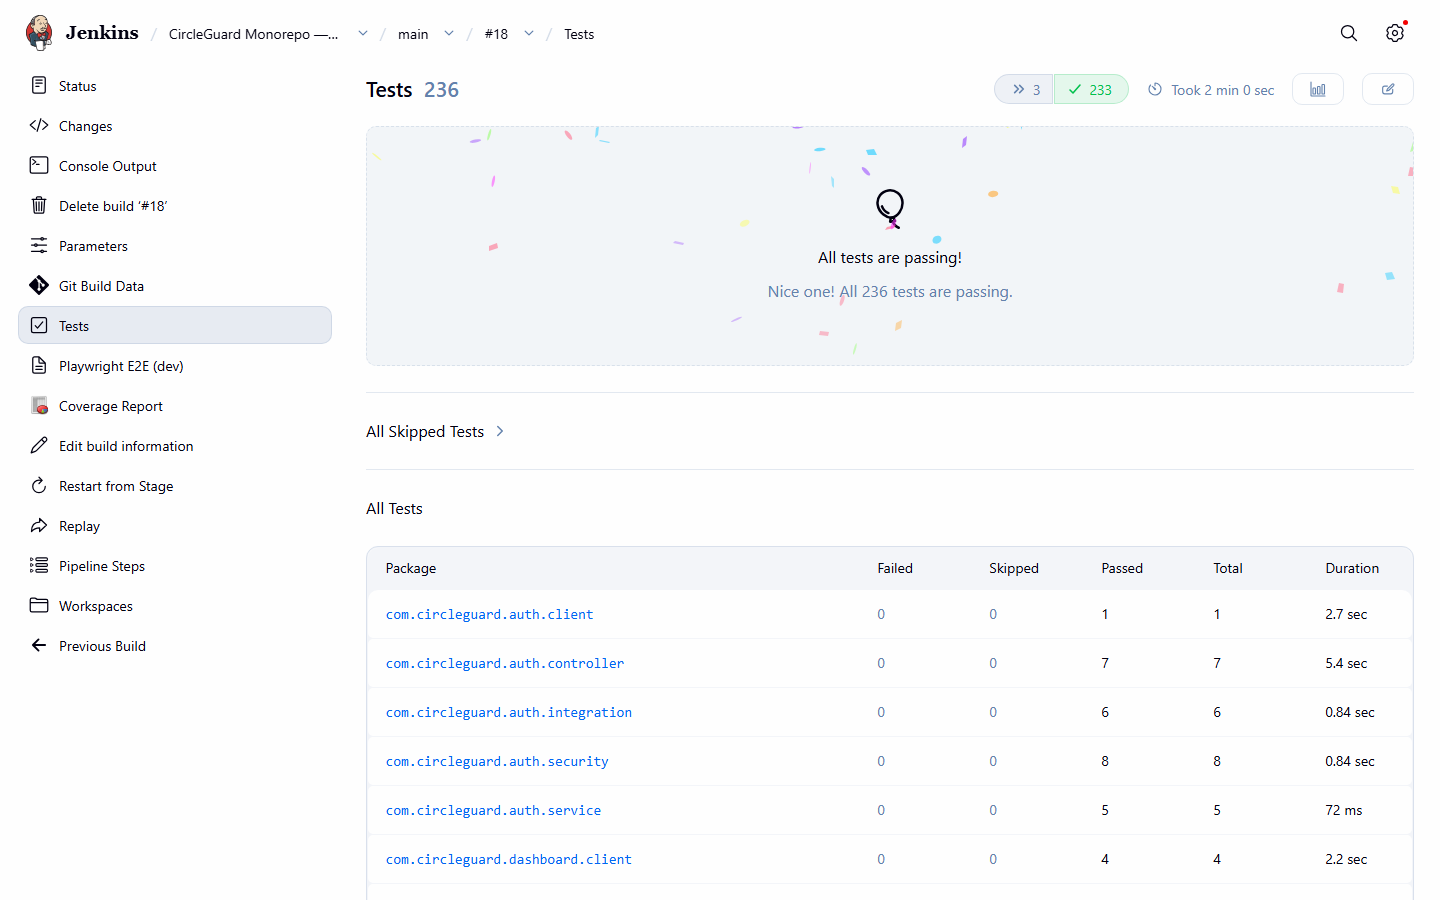 Jenkins / CircleGuard Monorepo —... / main / #18 / Tests
Status
Changes
Console Output
Delete build ‘#18’
Parameters
Git Build Data
Tests
Playwright E2E (dev)
Coverage Report
Edit build information
Restart from Stage
Replay
Pipeline Steps
Workspaces
Previous Build
Tests 236
3 233 Took 2 min 0 sec
All tests are passing!
Nice one! All 236 tests are passing.
All Skipped Tests
All Tests
Package Failed Skipped Passed Total Duration
com.circleguard.auth.client 0 0 1 1 2.7 sec
com.circleguard.auth.controller 0 0 7 7 5.4 sec
com.circleguard.auth.integration 0 0 6 6 0.84 sec
com.circleguard.auth.security 0 0 8 8 0.84 sec
com.circleguard.auth.service 0 0 5 5 72 ms
com.circleguard.dashboard.client 0 0 4 4 2.2 sec